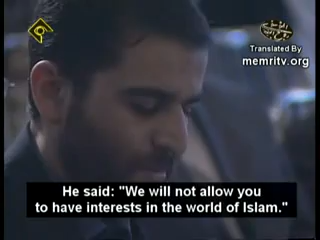 Translated By
memritv.org
He said: "We will not allow you
to have interests in the world of Islam."